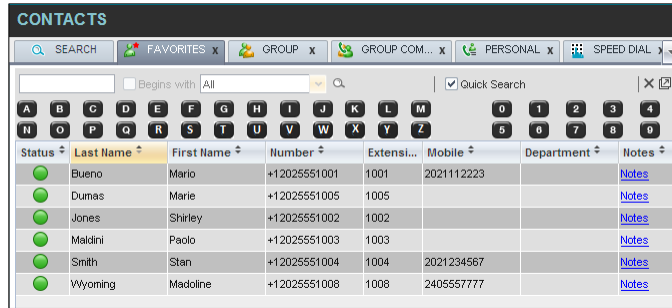 CONTACTS
SEARCH FAVORITES x GROUP x GROUP COM... x PERSONAL x SPEED DIAL
Begins with All Quick Search
A B C D E F G H I J K L M 0 1 2 3 4
N O P Q R S T U V W X Y Z 5 6 7 8 9
Status Last Name First Name Number Extensi... Mobile Department Notes
Bueno Mario +12025551001 1001 2021112223 Notes
Dumas Marie +12025551005 1005 Notes
Jones Shirley +12025551002 1002 Notes
Maldini Paolo +12025551003 1003 Notes
Smith Stan +12025551004 1004 2021234567 Notes
Wyoming Madoline +12025551008 1008 2405557777 Notes